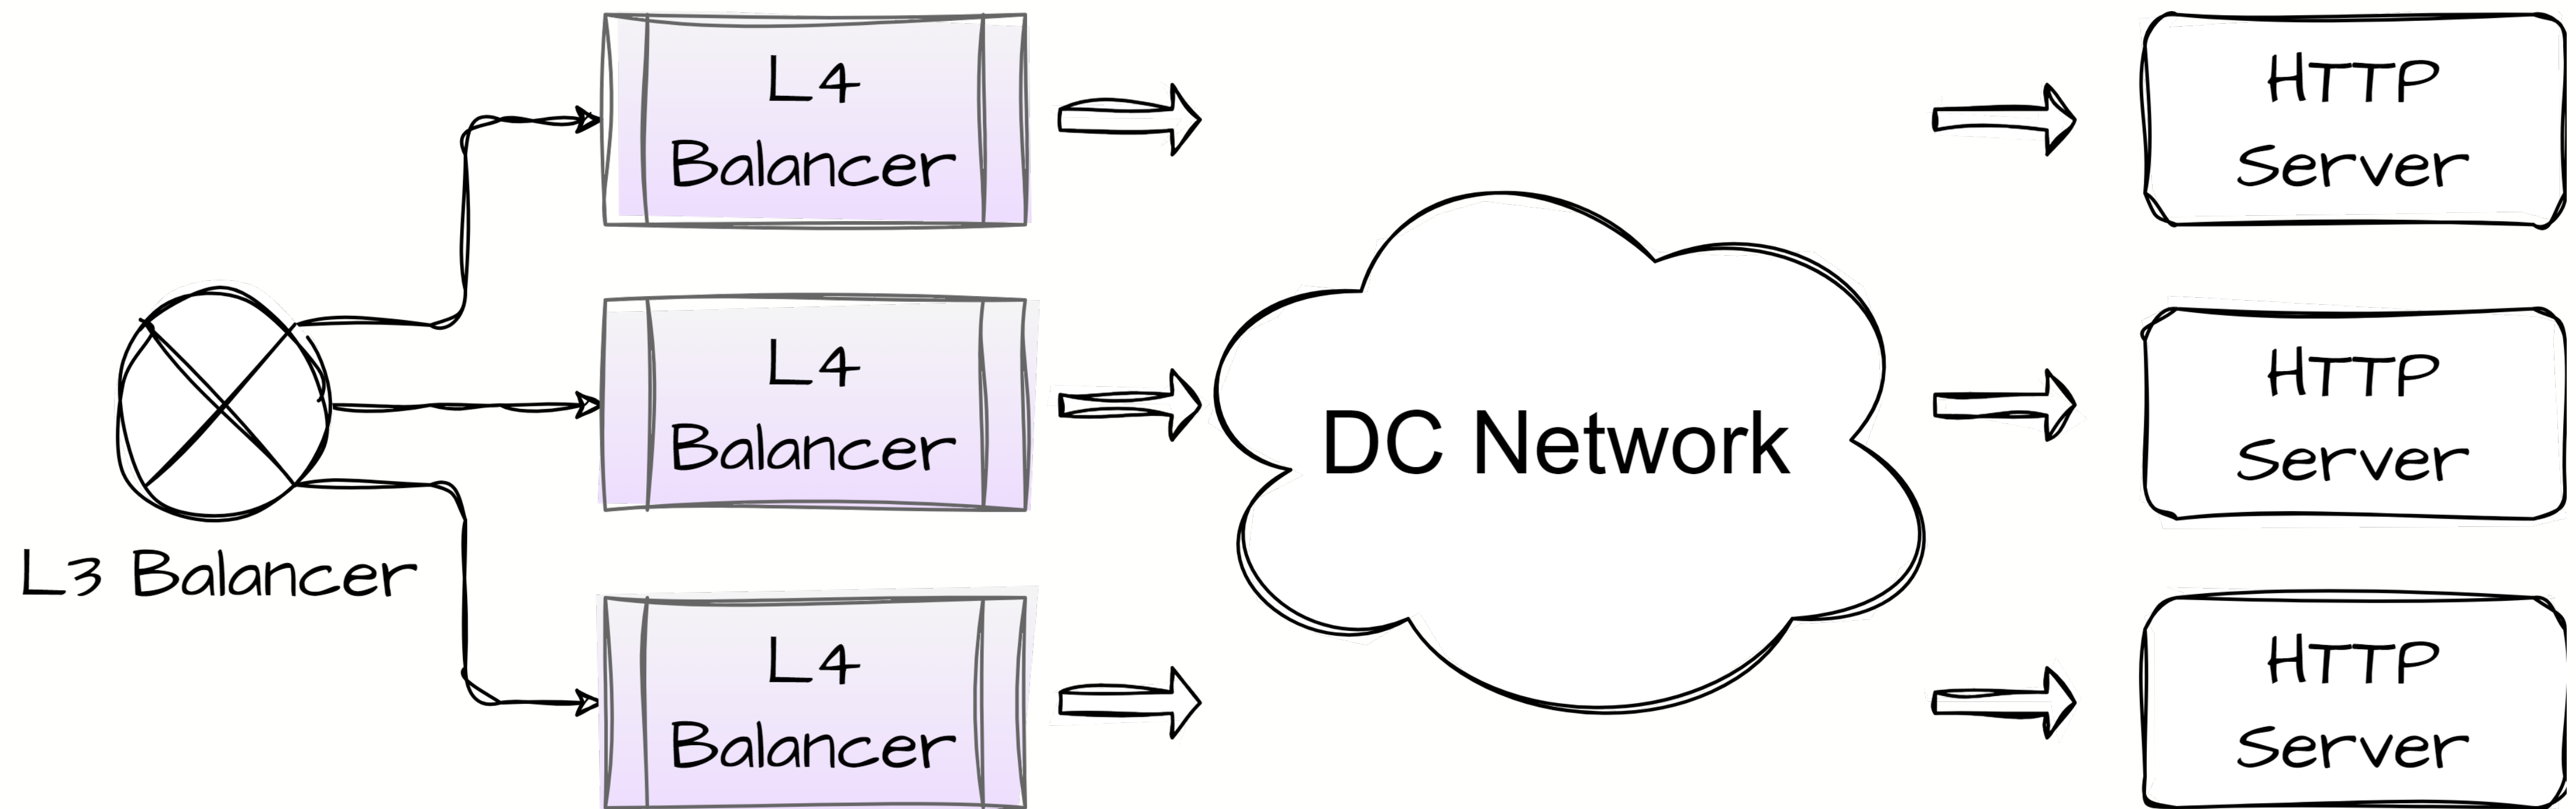 L4
Balancer
HTTP
Server
L4
Balancer
DC Network
HTTP
Server
L3 Balancer
L4
Balancer
HTTP
Server